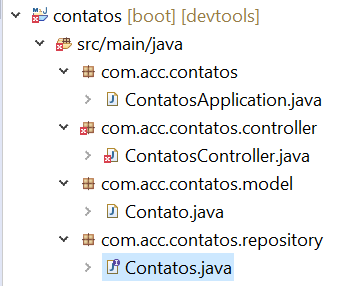 contatos [boot] [devtools]
src/main/java
com.acc.contatos
ContatosApplication.java
com.acc.contatos.controller
ContatosController.java
com.acc.contatos.model
Contato.java
com.acc.contatos.repository
Contatos.java